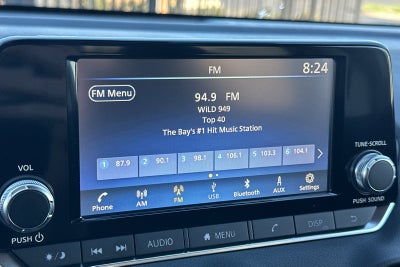 FM
8:24
FM Menu
94.9 FM
WiLD 949
Top 40
The Bay's #1 Hit Music Station
1 87.9
2 90.1
3 98.1
4 106.1
5 103.3
6 104.1
Phone
AM
FM
USB
Bluetooth
AUX
Settings
VOL
PUSH
TUNE·SCROLL
PUSH SOUND
AUDIO
MENU
DISP